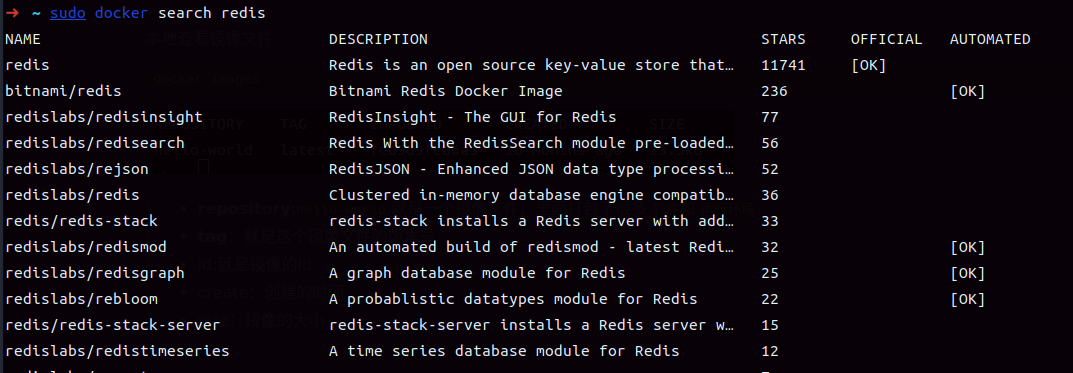 ➜ ~ sudo docker search redis
NAME DESCRIPTION STARS OFFICIAL AUTOMATED
redis Redis is an open source key-value store that… 11741 [OK]
bitnami/redis Bitnami Redis Docker Image 236 [OK]
redislabs/redisinsight RedisInsight - The GUI for Redis 77
redislabs/redisearch Redis With the RedisSearch module pre-loaded… 56
redislabs/rejson RedisJSON - Enhanced JSON data type processi… 52
redislabs/redis Clustered in-memory database engine compatib… 36
redis/redis-stack redis-stack installs a Redis server with add… 33
redislabs/redismod An automated build of redismod - latest Redi… 32 [OK]
redislabs/redisgraph A graph database module for Redis 25 [OK]
redislabs/rebloom A probablistic datatypes module for Redis 22 [OK]
redis/redis-stack-server redis-stack-server installs a Redis server w… 15
redislabs/redistimeseries A time series database module for Redis 12